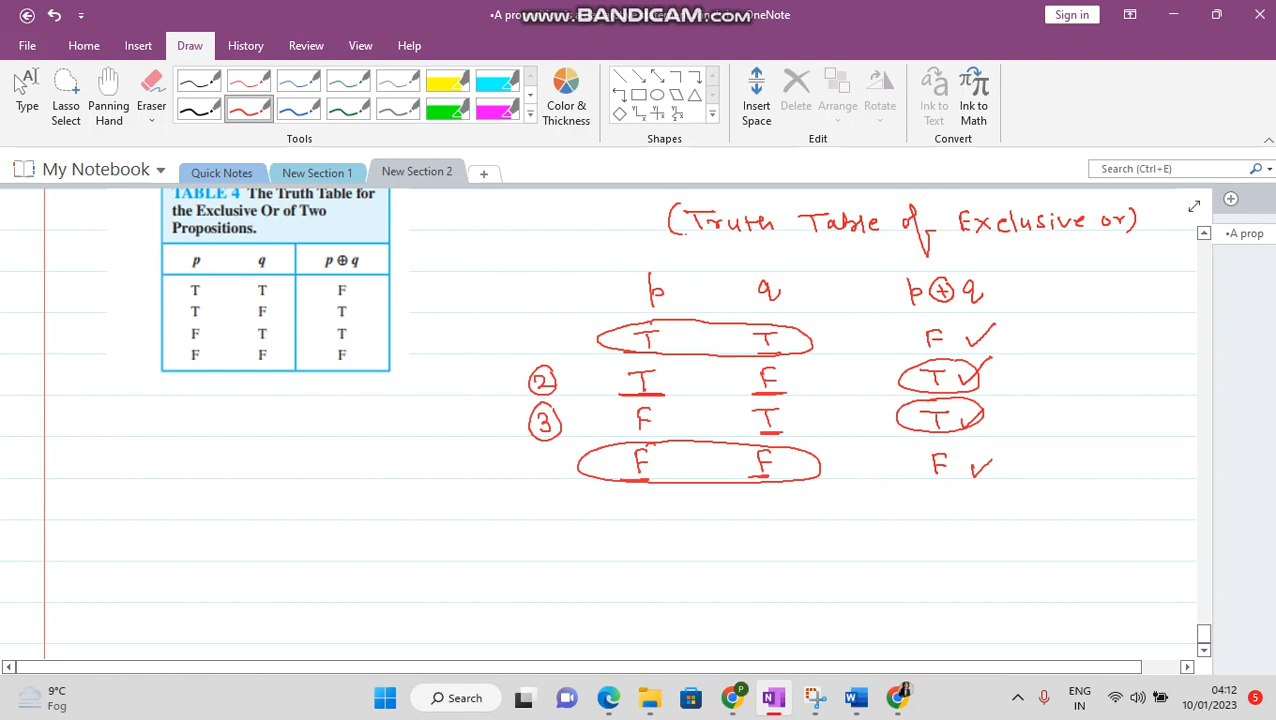 •A prop
www.BANDICAM.com
OneNote
Sign in
File Home Insert Draw History Review View Help
Type Lasso Select Panning Hand Eraser Color & Thickness Insert Space Delete Arrange Rotate Ink to Text Ink to Math
Tools Shapes Edit Convert
My Notebook Quick Notes New Section 1 New Section 2 Search (Ctrl+E)
TABLE 4 The Truth Table for
the Exclusive Or of Two
Propositions.
p q p ⊕ q
T T F
T F T
F T T
F F F
(Truth Table of Exclusive or)
p q p ⊕ q
T T F ✓
② T F T ✓
③ F T T ✓
F F F ✓
•A prop
9°C
Fog
Search
ENG
IN
04:12
10/01/2023
5